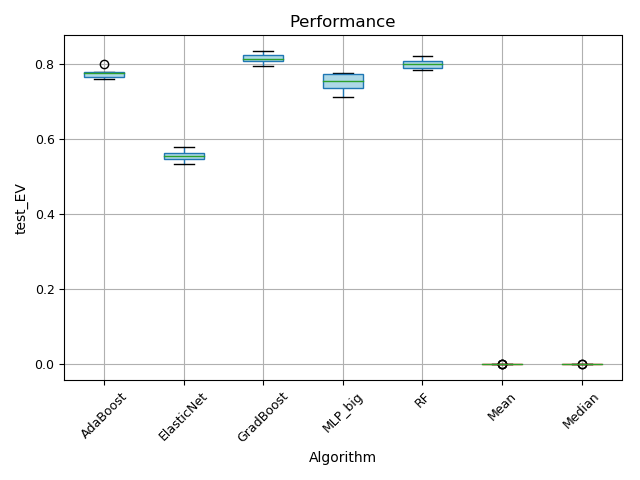 Performance
test_EV
0.8
0.6
0.4
0.2
0.0
AdaBoost
ElasticNet
GradBoost
MLP_big
RF
Mean
Median
Algorithm